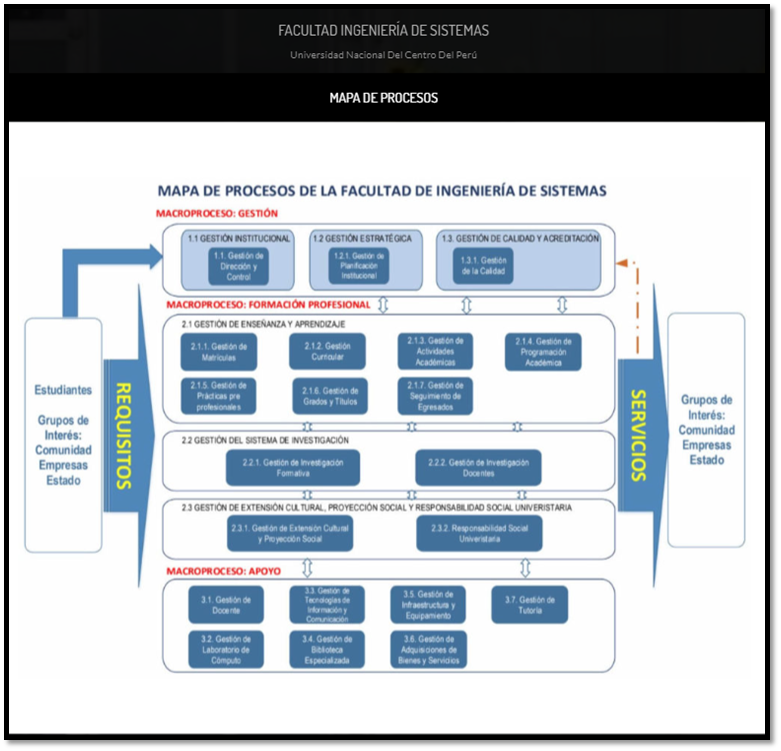 FACULTAD INGENIERÍA DE SISTEMAS
Universidad Nacional Del Centro Del Perú
MAPA DE PROCESOS
MAPA DE PROCESOS DE LA FACULTAD DE INGENIERÍA DE SISTEMAS
MACROPROCESO: GESTIÓN
1.1 GESTIÓN INSTITUCIONAL
1.1. Gestión de
Dirección y
Control
1.2 GESTIÓN ESTRATÉGICA
1.2.1. Gestión de
Planificación
Institucional
1.3. GESTIÓN DE CALIDAD Y ACREDITACIÓN
1.3.1. Gestión
de la Calidad
MACROPROCESO: FORMACIÓN PROFESIONAL
2.1 GESTIÓN DE ENSEÑANZA Y APRENDIZAJE
2.1.1. Gestión de
Matrículas
2.1.2. Gestión
Curricular
2.1.3. Gestión de
Actividades
Académicas
2.1.4. Gestión de
Programación
Académica
2.1.5. Gestión de
Prácticas pre
profesionales
2.1.6. Gestión de
Grados y Títulos
2.1.7. Gestión de
Seguimiento de
Egresados
2.2 GESTIÓN DEL SISTEMA DE INVESTIGACIÓN
2.2.1. Gestión de Investigación
Formativa
2.2.2. Gestión de Investigación
Docentes
2.3 GESTIÓN DE EXTENSIÓN CULTURAL, PROYECCIÓN SOCIAL Y RESPONSABILIDAD SOCIAL UNIVERISTARIA
2.3.1. Gestión de Extensión Cultural
y Proyección Social
2.3.2. Responsabilidad Social
Univeristaria
MACROPROCESO: APOYO
3.1. Gestión de
Docente
3.3. Gestión de
Tecnologías de
Información y
Comunicación
3.5. Gestión de
Infraestructura y
Equipamiento
3.7. Gestión de
Tutoría
3.2. Gestión de
Laboratorio de
Cómputo
3.4. Gestión de
Biblioteca
Especializada
3.6. Gestión de
Adquisiciones de
Bienes y Servicios
Estudiantes
Grupos de
Interés:
Comunidad
Empresas
Estado
REQUISITOS
SERVICIOS
Grupos de
Interés:
Comunidad
Empresas
Estado